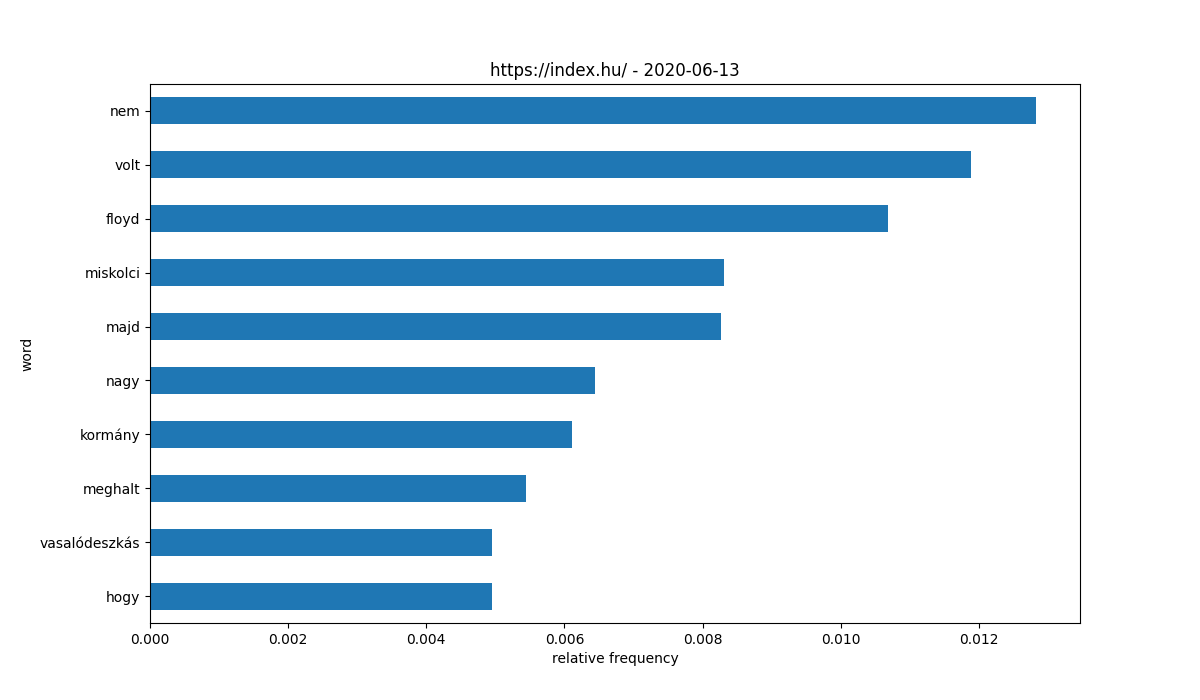 https://index.hu/ - 2020-06-13
nem
volt
floyd
miskolci
majd
nagy
kormány
meghalt
vasalódeszkás
hogy
word
0.000 0.002 0.004 0.006 0.008 0.010 0.012
relative frequency